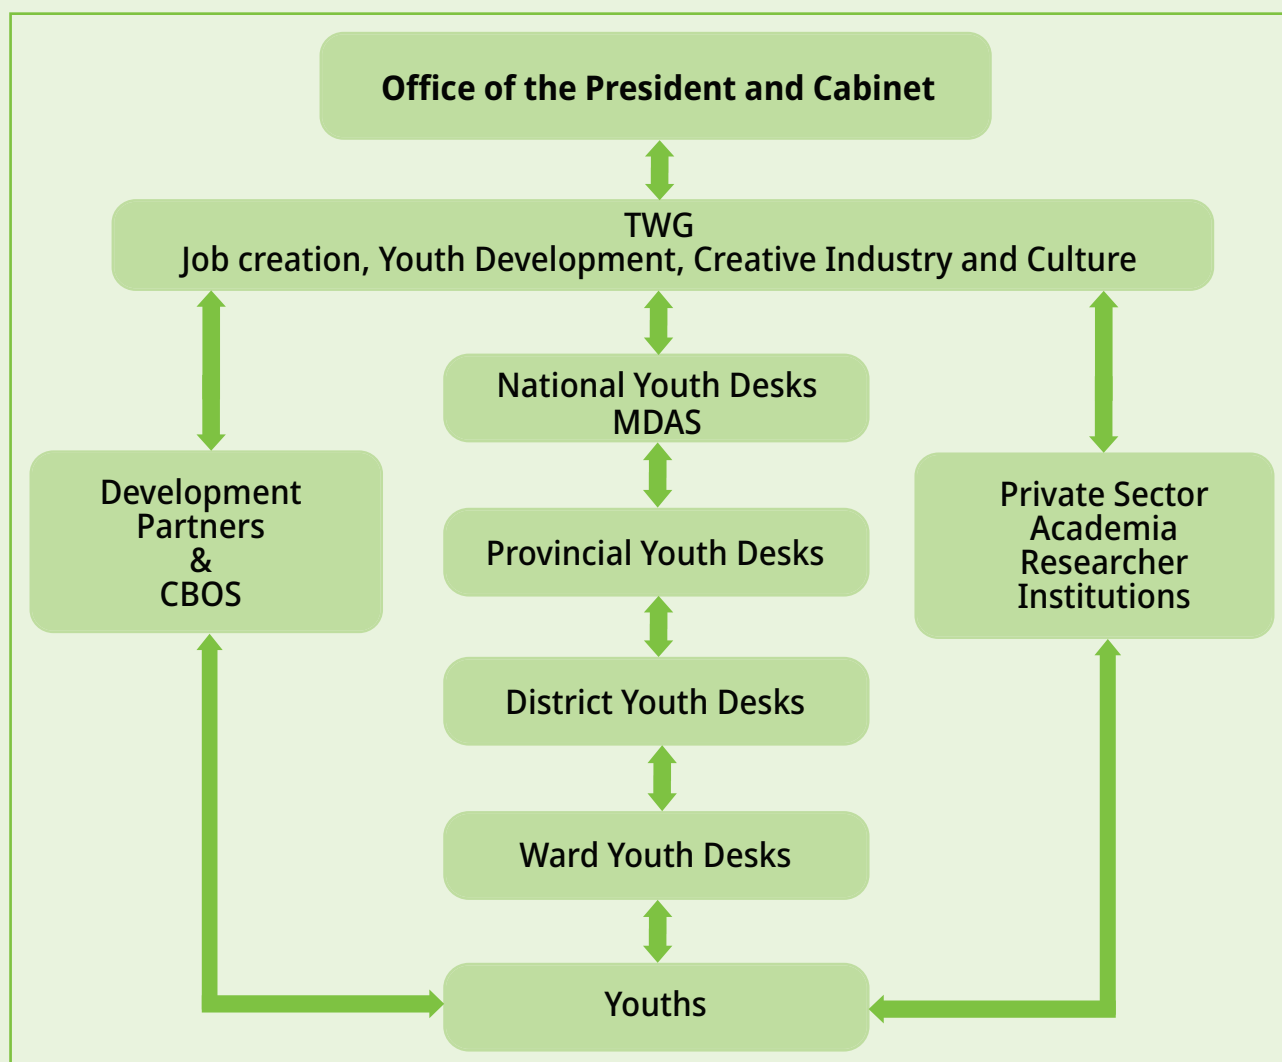 Office of the President and Cabinet
TWG
Job creation, Youth Development, Creative Industry and Culture
National Youth Desks
MDAS
Development
Partners
&
CBOS
Private Sector
Academia
Researcher
Institutions
Provincial Youth Desks
District Youth Desks
Ward Youth Desks
Youths